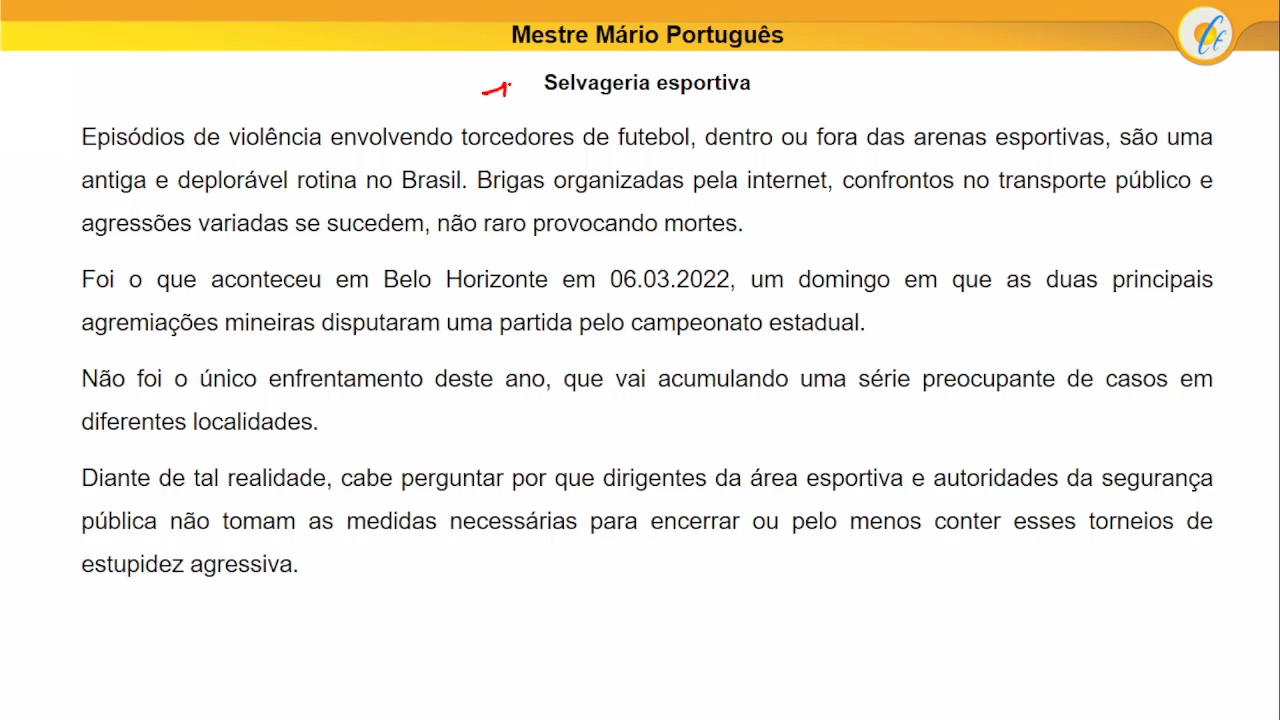 Mestre Mário Português
Selvageria esportiva
Episódios de violência envolvendo torcedores de futebol, dentro ou fora das arenas esportivas, são uma
antiga e deplorável rotina no Brasil. Brigas organizadas pela internet, confrontos no transporte público e
agressões variadas se sucedem, não raro provocando mortes.
Foi o que aconteceu em Belo Horizonte em 06.03.2022, um domingo em que as duas principais
agremiações mineiras disputaram uma partida pelo campeonato estadual.
Não foi o único enfrentamento deste ano, que vai acumulando uma série preocupante de casos em
diferentes localidades.
Diante de tal realidade, cabe perguntar por que dirigentes da área esportiva e autoridades da segurança
pública não tomam as medidas necessárias para encerrar ou pelo menos conter esses torneios de
estupidez agressiva.